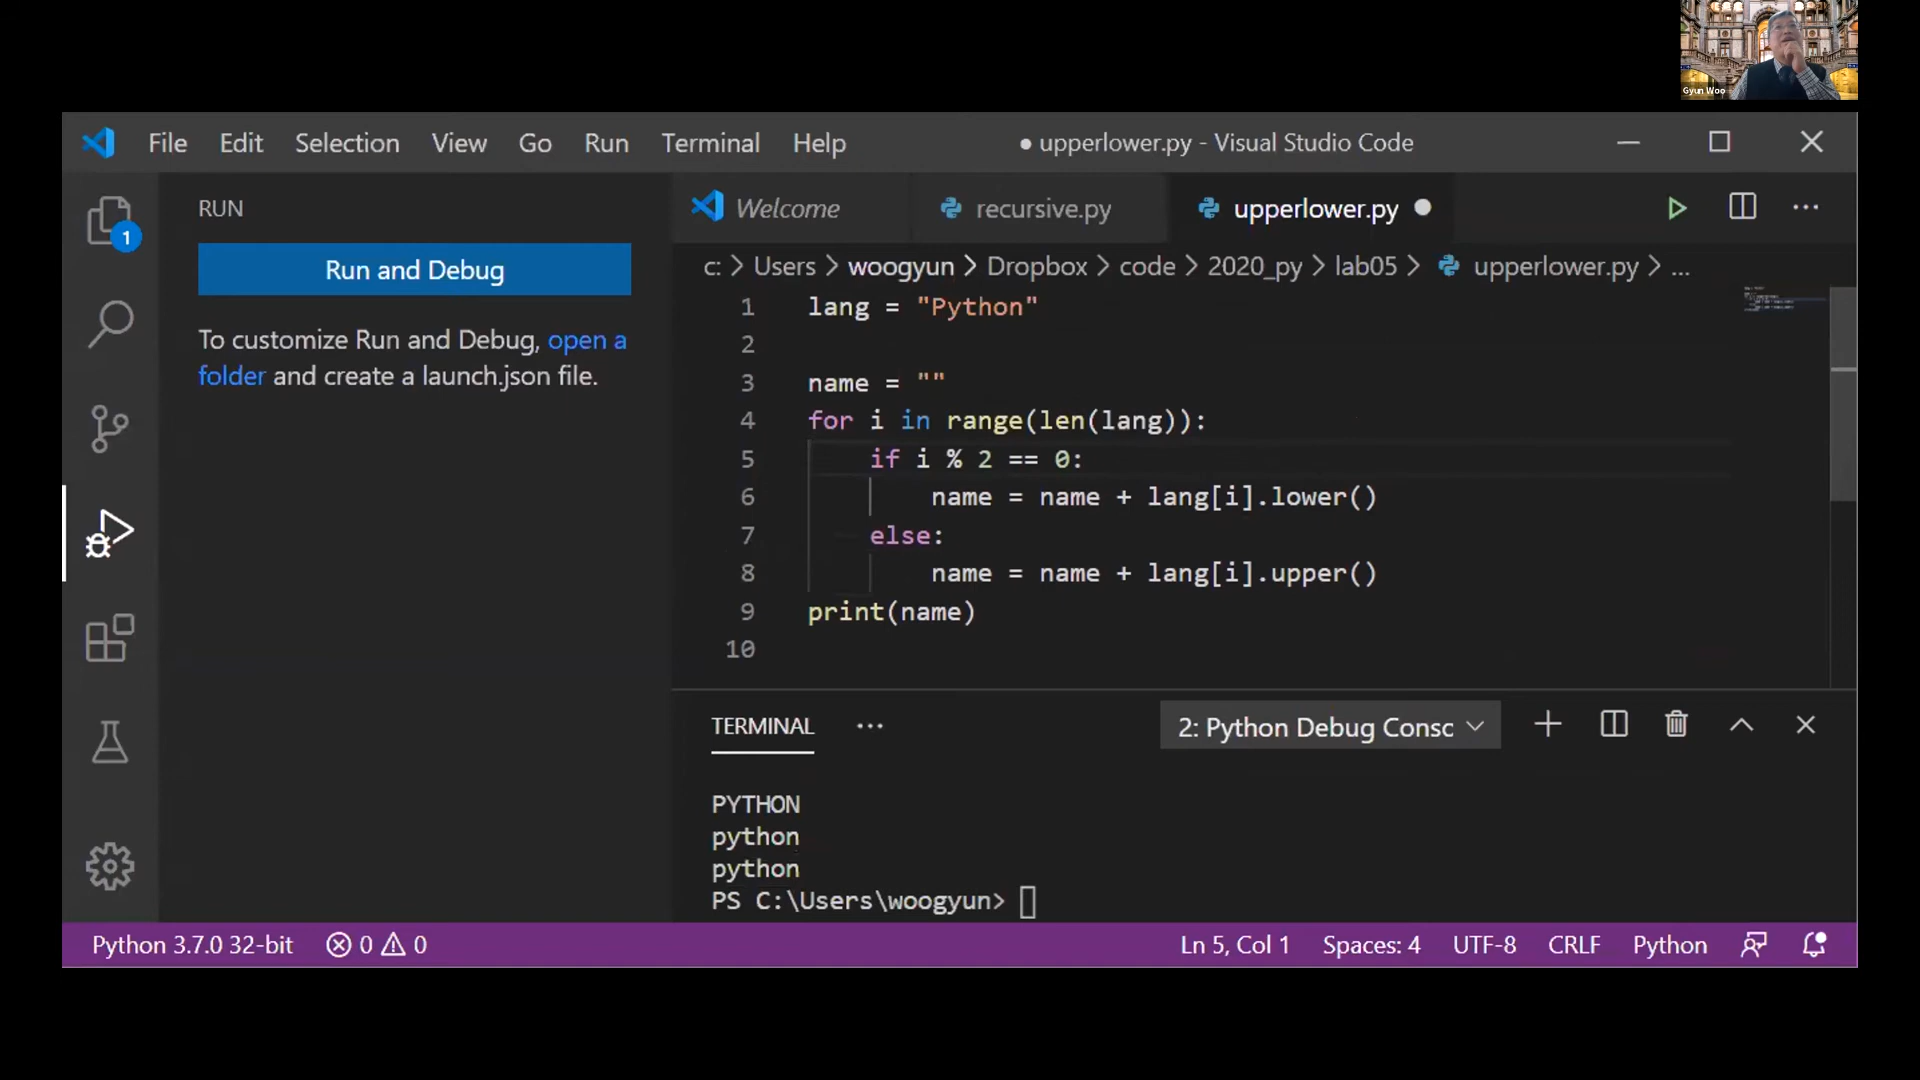 Gyun Woo
File Edit Selection View Go Run Terminal Help ● upperlower.py - Visual Studio Code
RUN
Welcome recursive.py upperlower.py ●
1
Run and Debug
To customize Run and Debug, open a
folder and create a launch.json file.
c: > Users > woogyun > Dropbox > code > 2020_py > lab05 > upperlower.py > ...
1 lang = "Python"
2
3 name = ""
4 for i in range(len(lang)):
5     if i % 2 == 0:
6         name = name + lang[i].lower()
7     else:
8         name = name + lang[i].upper()
9 print(name)
10
TERMINAL ... 2: Python Debug Consc
PYTHON
python
python
PS C:\Users\woogyun>
Python 3.7.0 32-bit 0 0 Ln 5, Col 1 Spaces: 4 UTF-8 CRLF Python